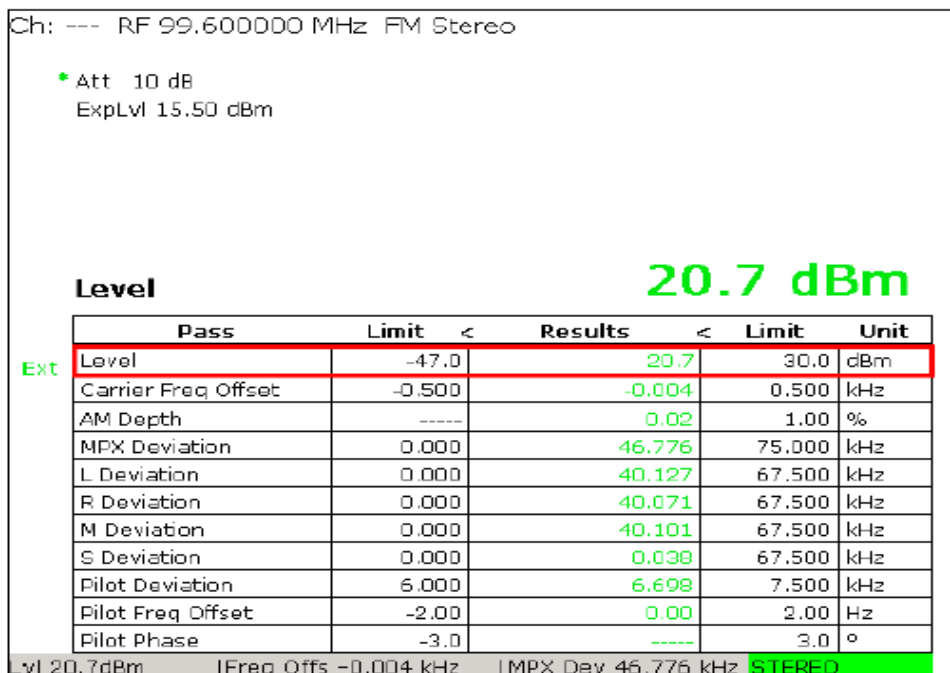 Ch: --- RF 99.600000 MHz FM Stereo
* Att 10 dB
ExpLvl 15.50 dBm
Level 20.7 dBm
Pass Limit < Results < Limit Unit
Ext Level -47.0 20.7 30.0 dBm
Carrier Freq Offset -0.500 -0.004 0.500 kHz
AM Depth ----- 0.02 1.00 %
MPX Deviation 0.000 46.776 75.000 kHz
L Deviation 0.000 40.127 67.500 kHz
R Deviation 0.000 40.071 67.500 kHz
M Deviation 0.000 40.101 67.500 kHz
S Deviation 0.000 0.038 67.500 kHz
Pilot Deviation 6.000 6.698 7.500 kHz
Pilot Freq Offset -2.00 0.00 2.00 Hz
Pilot Phase -3.0 ----- 3.0 °
Lvl 20.7dBm |Freq Offs -0.004 kHz |MPX Dev 46.776 kHz STEREO